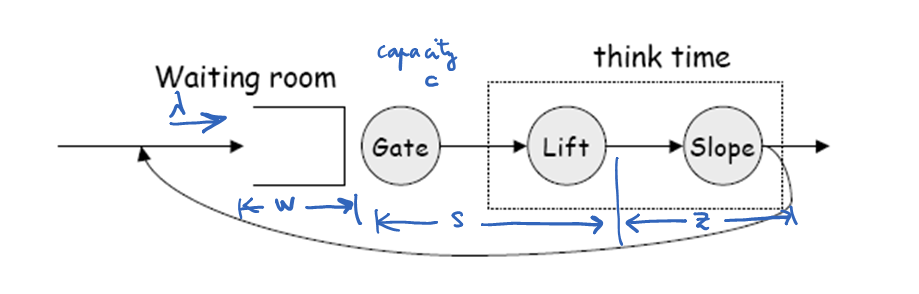 capacity
c
think time
Waiting room
λ
Gate
Lift
Slope
W
S
Z